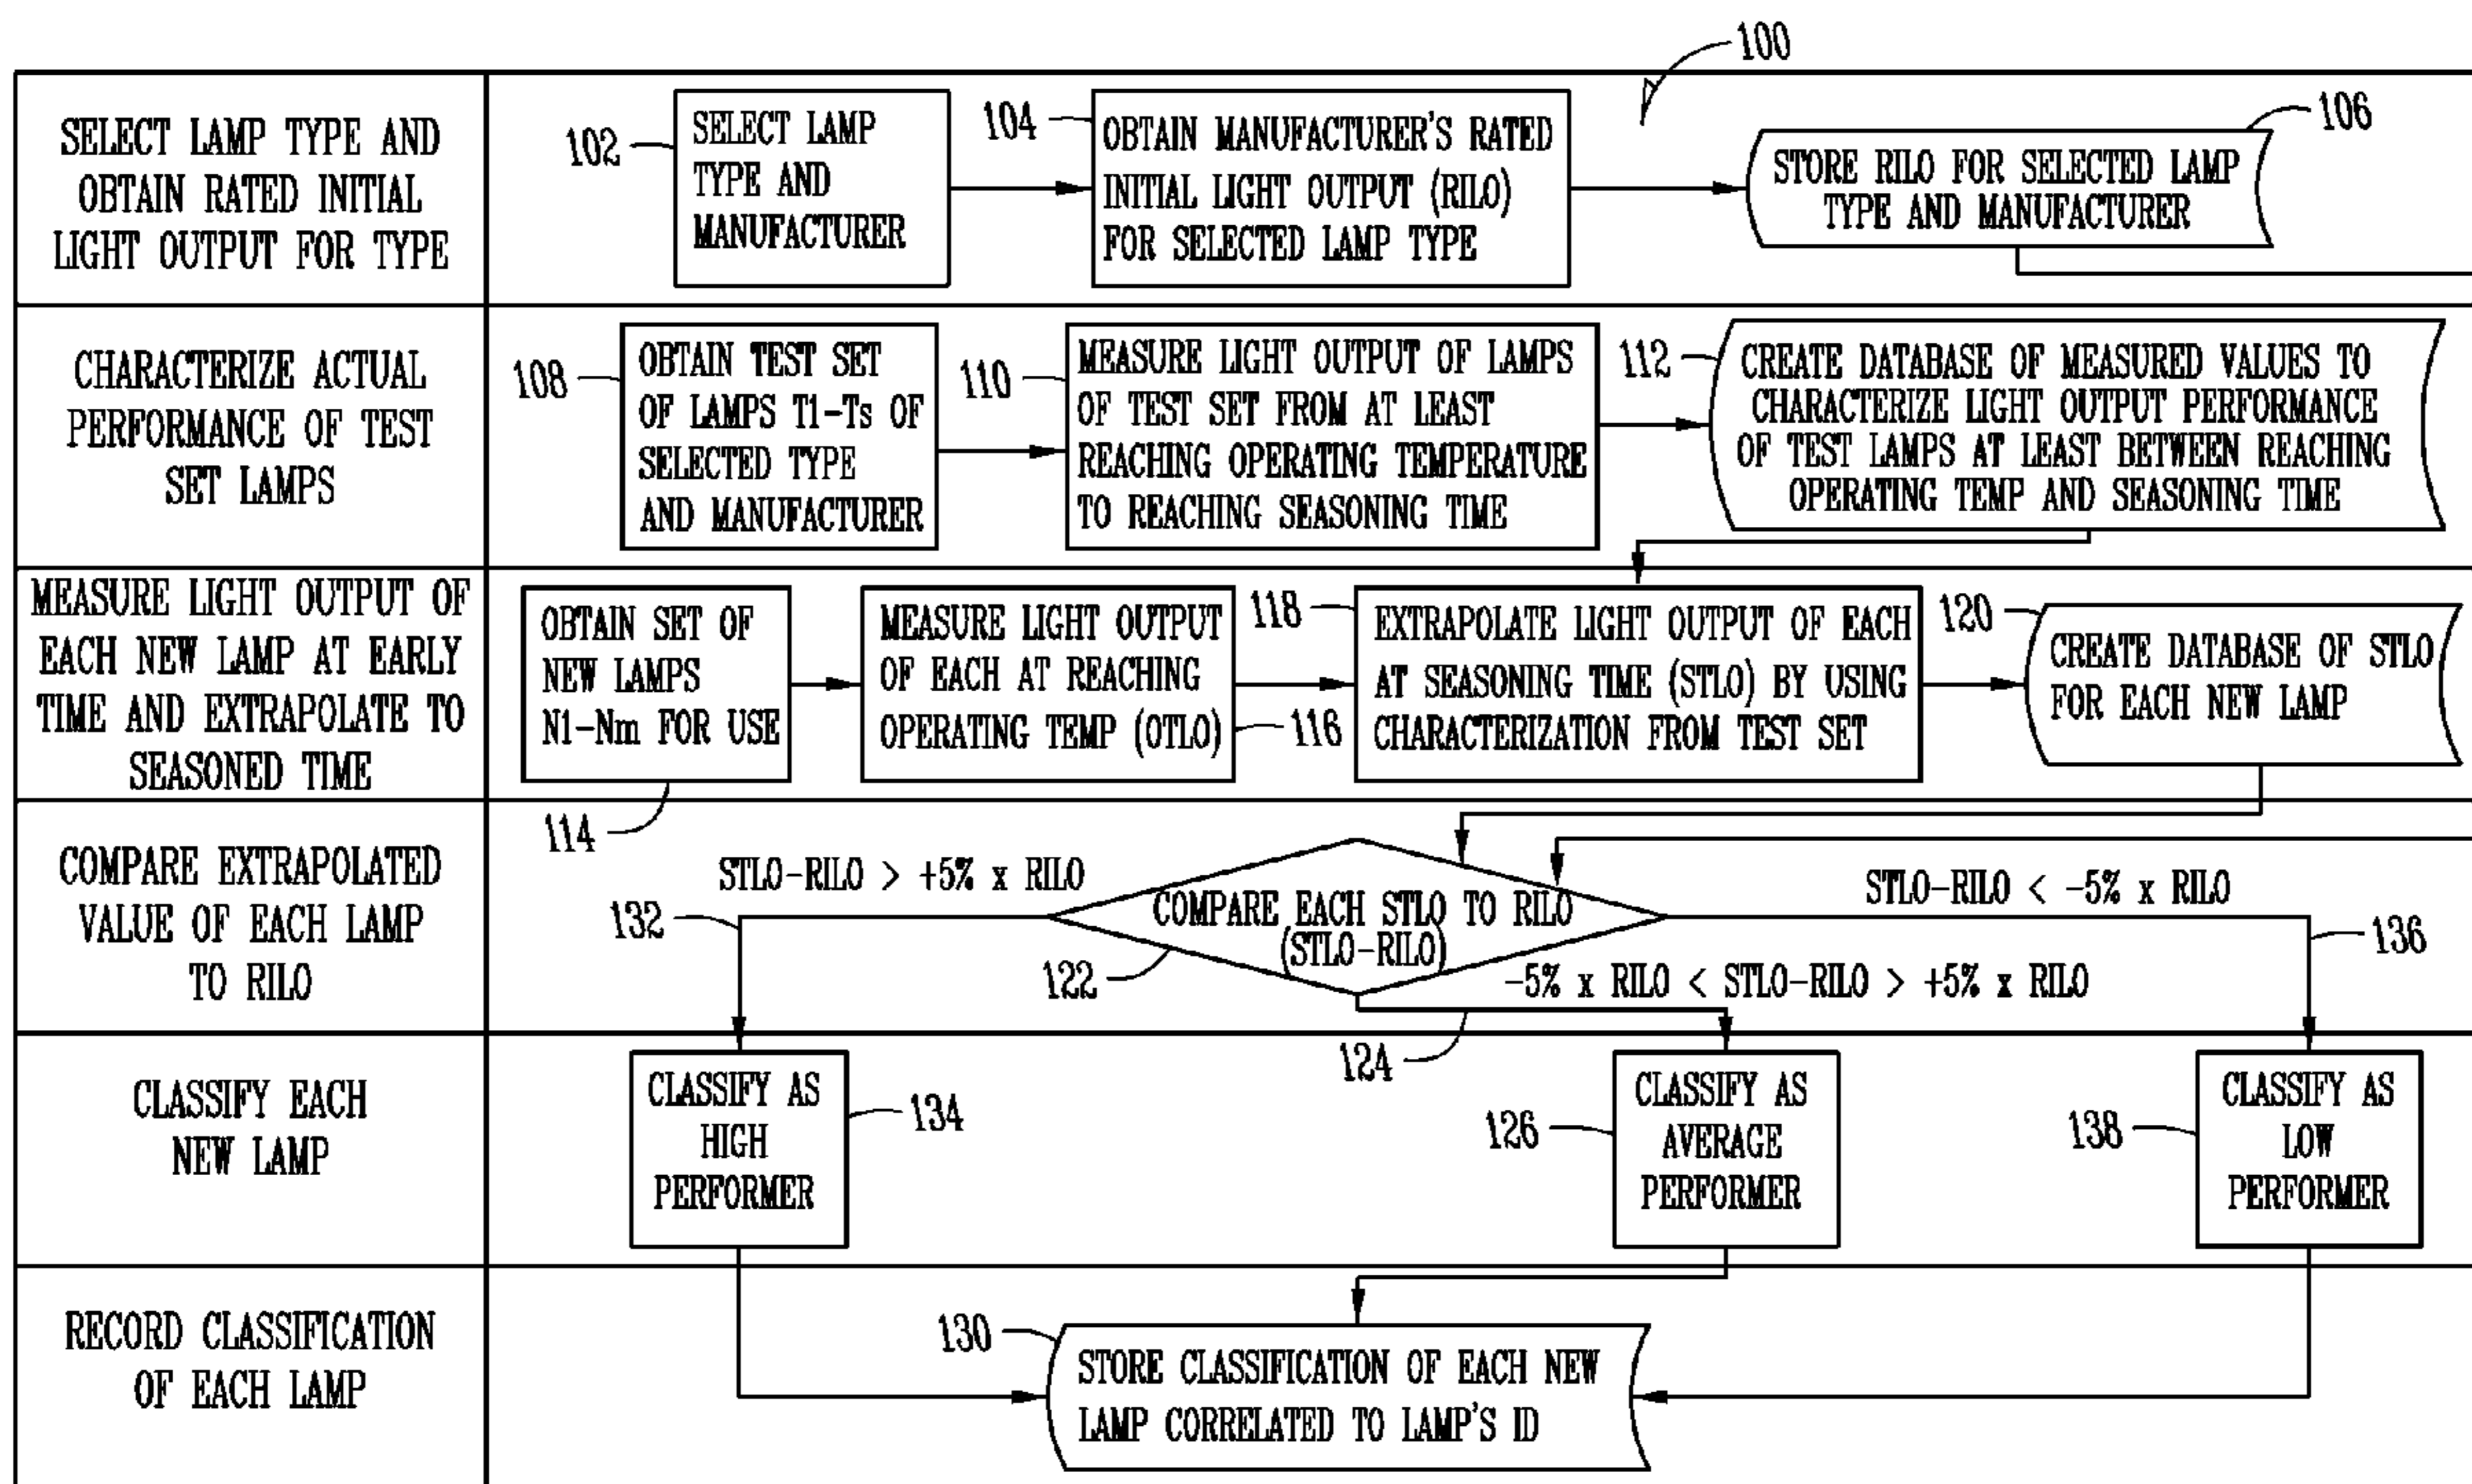 100
SELECT LAMP TYPE AND
OBTAIN RATED INITIAL
LIGHT OUTPUT FOR TYPE
102
SELECT LAMP
TYPE AND
MANUFACTURER
104
OBTAIN MANUFACTURER'S RATED
INITIAL LIGHT OUTPUT (RILO)
FOR SELECTED LAMP TYPE
106
STORE RILO FOR SELECTED LAMP
TYPE AND MANUFACTURER
CHARACTERIZE ACTUAL
PERFORMANCE OF TEST
SET LAMPS
108
OBTAIN TEST SET
OF LAMPS T1-Ts OF
SELECTED TYPE
AND MANUFACTURER
110
MEASURE LIGHT OUTPUT OF LAMPS
OF TEST SET FROM AT LEAST
REACHING OPERATING TEMPERATURE
TO REACHING SEASONING TIME
112
CREATE DATABASE OF MEASURED VALUES TO
CHARACTERIZE LIGHT OUTPUT PERFORMANCE
OF TEST LAMPS AT LEAST BETWEEN REACHING
OPERATING TEMP AND SEASONING TIME
MEASURE LIGHT OUTPUT OF
EACH NEW LAMP AT EARLY
TIME AND EXTRAPOLATE TO
SEASONED TIME
OBTAIN SET OF
NEW LAMPS
N1-Nm FOR USE
114
MEASURE LIGHT OUTPUT
OF EACH AT REACHING
OPERATING TEMP (OTLO)
116
118
EXTRAPOLATE LIGHT OUTPUT OF EACH
AT SEASONING TIME (STLO) BY USING
CHARACTERIZATION FROM TEST SET
120
CREATE DATABASE OF STLO
FOR EACH NEW LAMP
COMPARE EXTRAPOLATED
VALUE OF EACH LAMP
TO RILO
STLO-RILO > +5% x RILO
132
COMPARE EACH STLO TO RILO
(STLO-RILO)
122
STLO-RILO < -5% x RILO
136
-5% x RILO < STLO-RILO > +5% x RILO
124
CLASSIFY EACH
NEW LAMP
CLASSIFY AS
HIGH
PERFORMER
134
126
CLASSIFY AS
AVERAGE
PERFORMER
138
CLASSIFY AS
LOW
PERFORMER
RECORD CLASSIFICATION
OF EACH LAMP
130
STORE CLASSIFICATION OF EACH NEW
LAMP CORRELATED TO LAMP'S ID